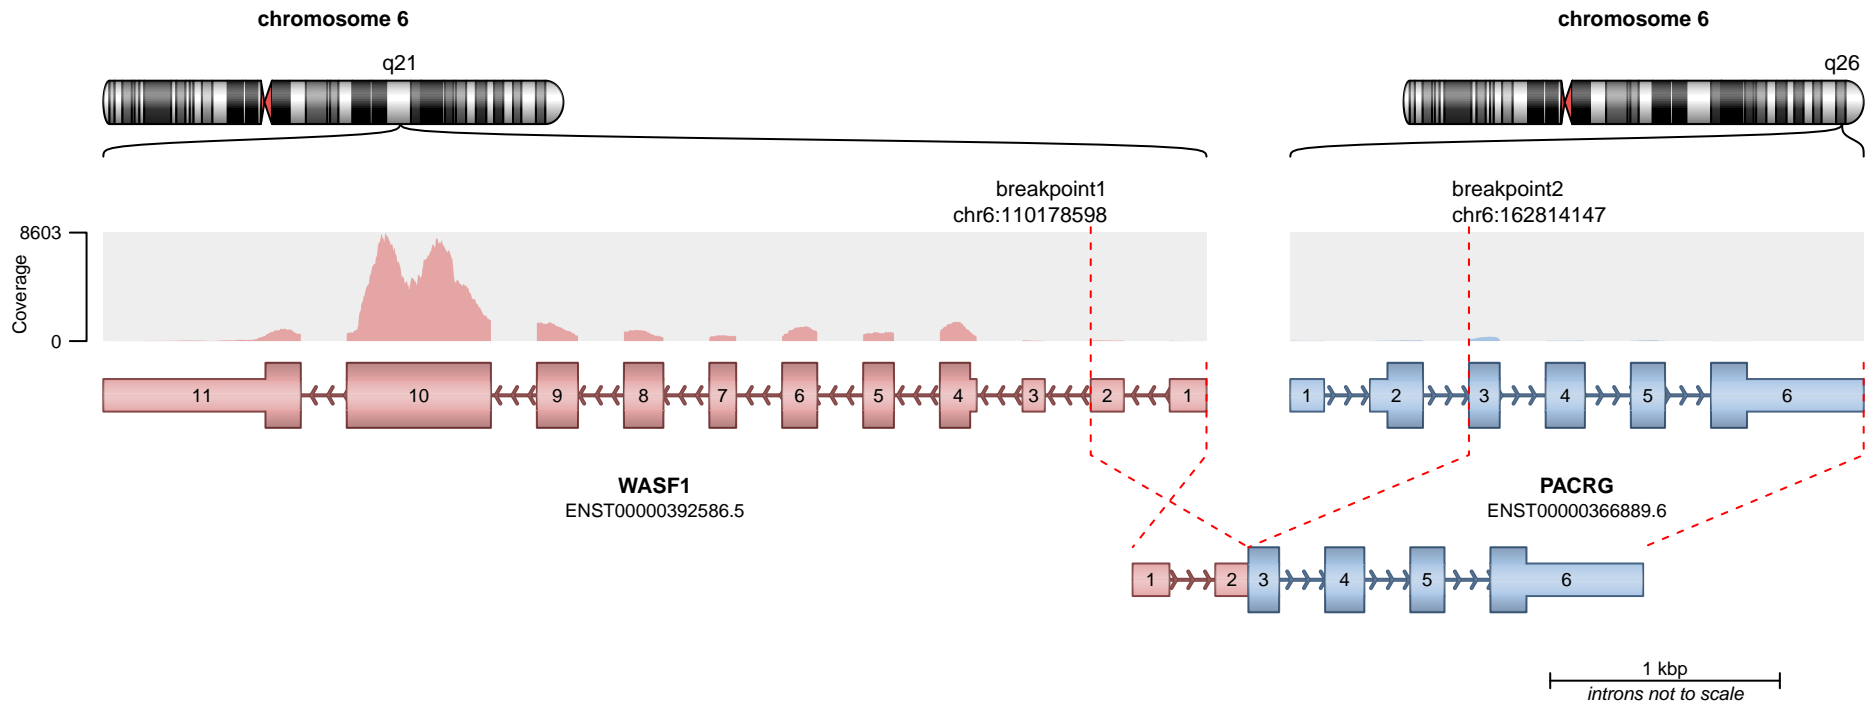 chromosome 6
chromosome 6
q21
q26
breakpoint1
chr6:110178598
breakpoint2
chr6:162814147
8603
Coverage
0
11 10 9 8 7 6 5 4 3 2 1
1 2 3 4 5 6
WASF1
ENST00000392586.5
PACRG
ENST00000366889.6
1 2 3 4 5 6
1 kbp
introns not to scale